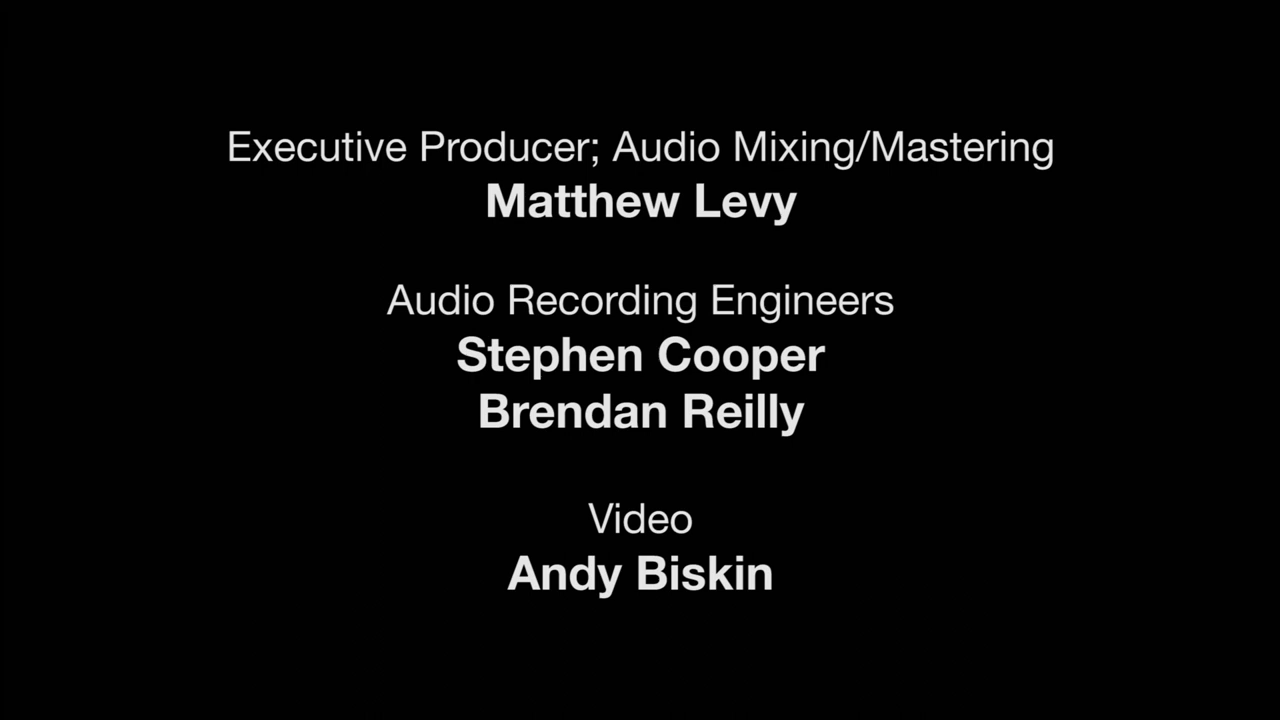 Executive Producer; Audio Mixing/Mastering
Matthew Levy
Audio Recording Engineers
Stephen Cooper
Brendan Reilly
Video
Andy Biskin